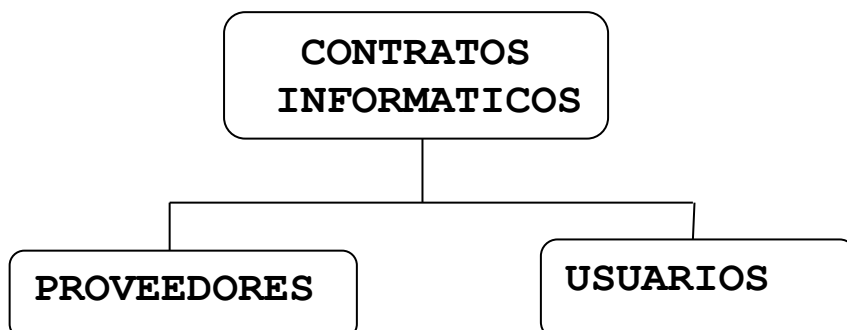 CONTRATOS
INFORMATICOS
PROVEEDORES
USUARIOS